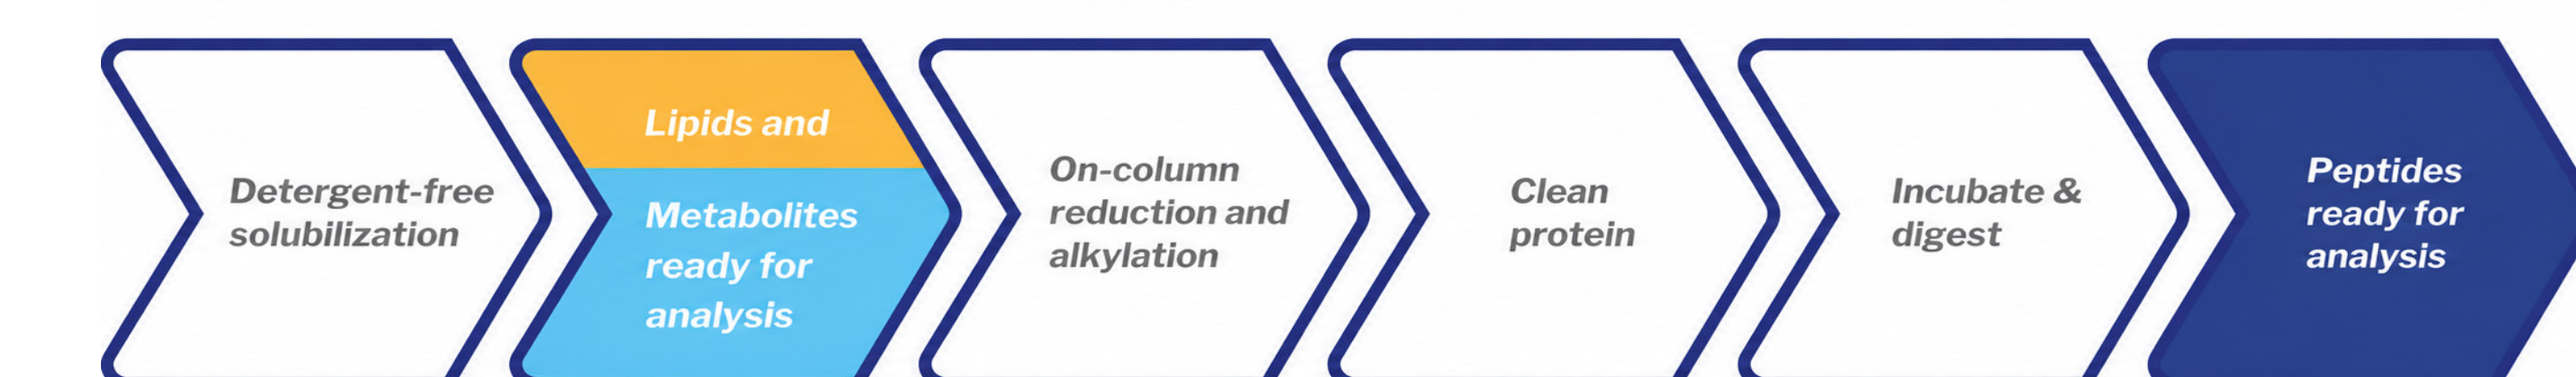 Detergent-free
solubilization
Lipids and
Metabolites
ready for
analysis
On-column
reduction and
alkylation
Clean
protein
Incubate &
digest
Peptides
ready for
analysis